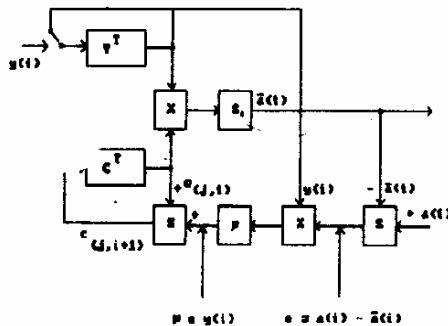 y(i)
T
X
ā(i)
C T
(j,i)
y(i)
- ā(i)
+ a(i)
Σ
+
μ
X
Σ
c
(j,i+1)
μ e y(i)
e = a(i) - ā(i)